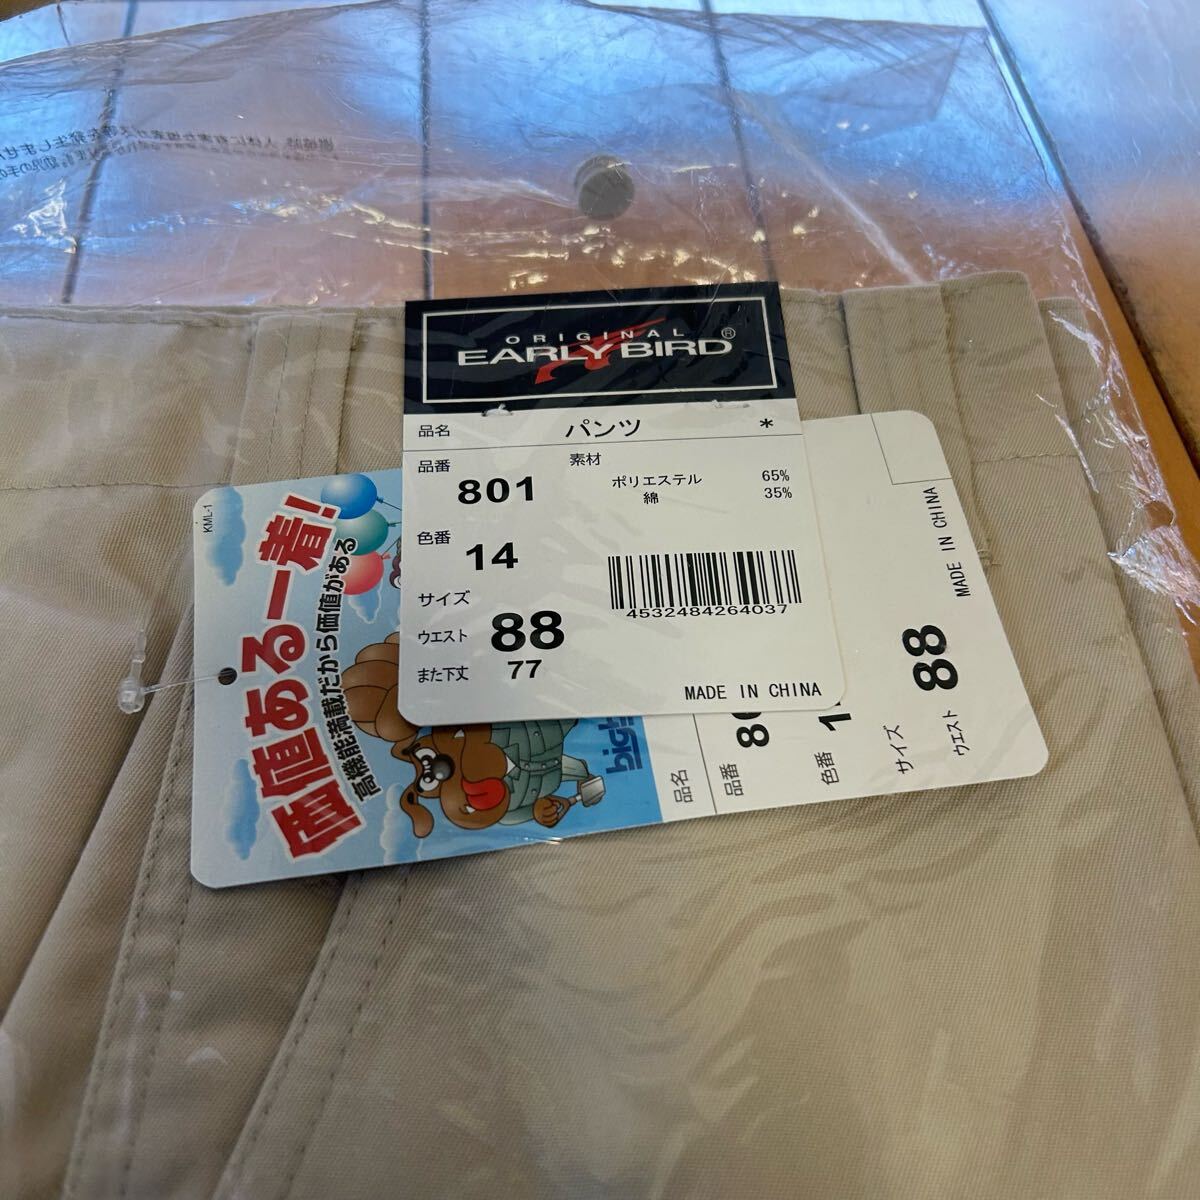 ORIGINAL
EARLY BIRD®
品名 パンツ *
品番 801
素材
ポリエステル 65%
綿 35%
色番 14
サイズ
ウエスト 88
また下丈 77
4532484264037
MADE IN CHINA
KML-1
価値ある一着!
高機能満載だから価値がある
big
品名
品番 80
色番 1
サイズ
ウエスト 88
MADE IN CHINA